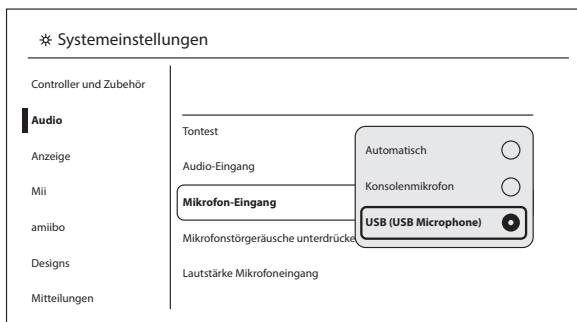 Systemeinstellungen
Controller und Zubehör
Audio
Anzeige
Mii
amiibo
Designs
Mitteilungen
Tontest
Audio-Eingang
Mikrofon-Eingang
Mikrofonstörgeräusche unterdrücke
Lautstärke Mikrofoneingang
Automatisch
Konsolenmikrofon
USB (USB Microphone)